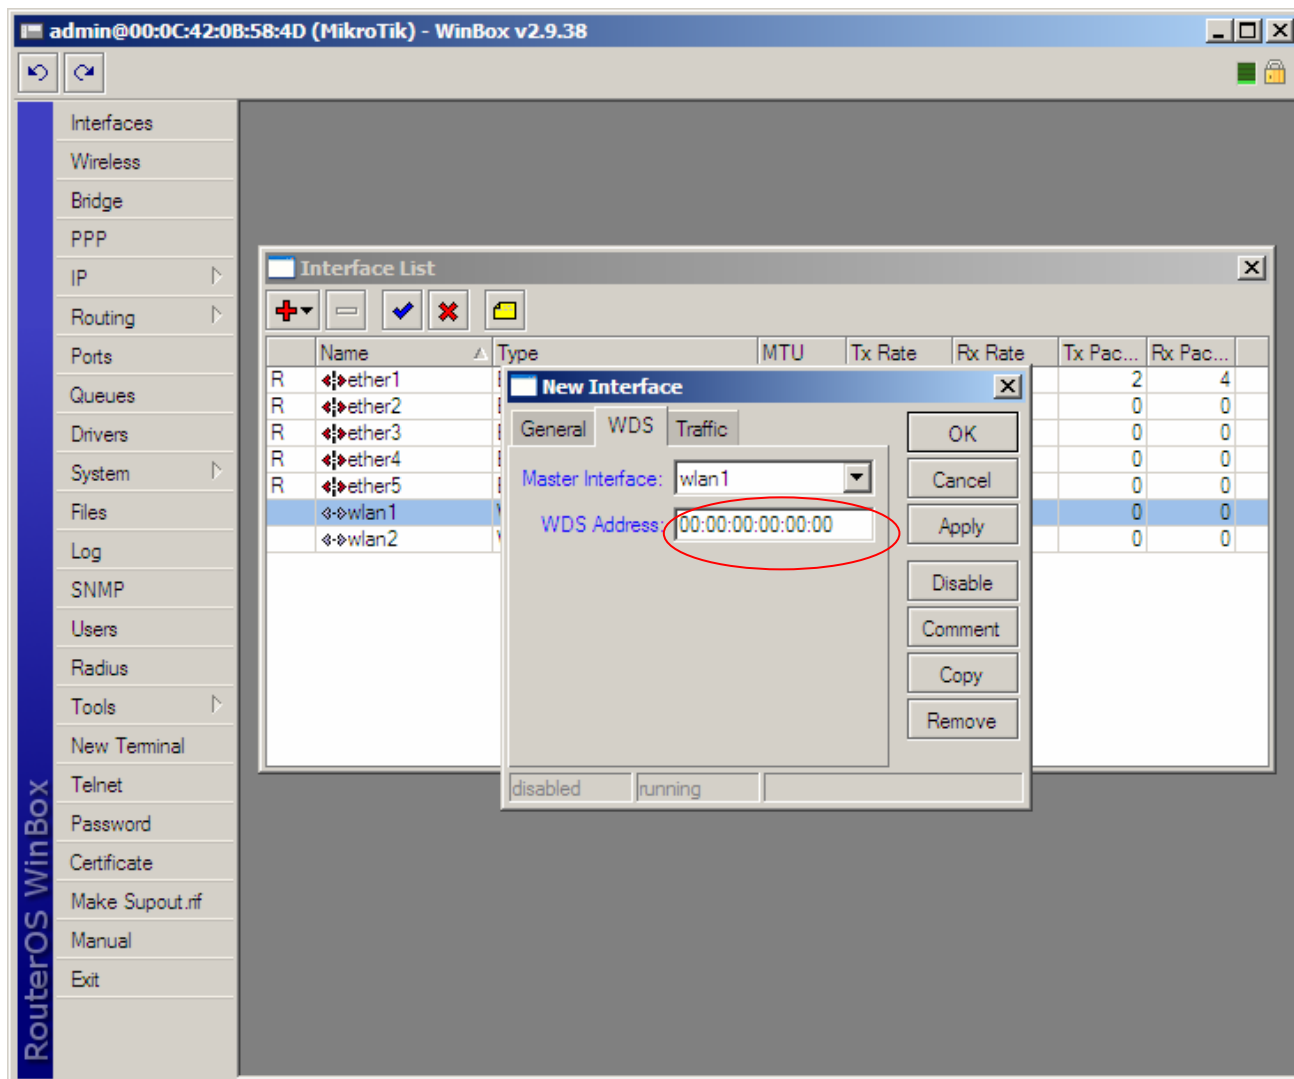 admin@00:0C:42:0B:58:4D (MikroTik) - WinBox v2.9.38
Interfaces
Wireless
Bridge
PPP
IP
Routing
Ports
Queues
Drivers
System
Files
Log
SNMP
Users
Radius
Tools
New Terminal
Telnet
Password
Certificate
Make Supout.rif
Manual
Exit
RouterOS WinBox
Interface List
Name Type MTU Tx Rate Rx Rate Tx Pac... Rx Pac...
R ether1 2 4
R ether2 0 0
R ether3 0 0
R ether4 0 0
R ether5 0 0
wlan1 0 0
wlan2 0 0
New Interface
General WDS Traffic
Master Interface: wlan1
WDS Address: 00:00:00:00:00:00
OK
Cancel
Apply
Disable
Comment
Copy
Remove
disabled running